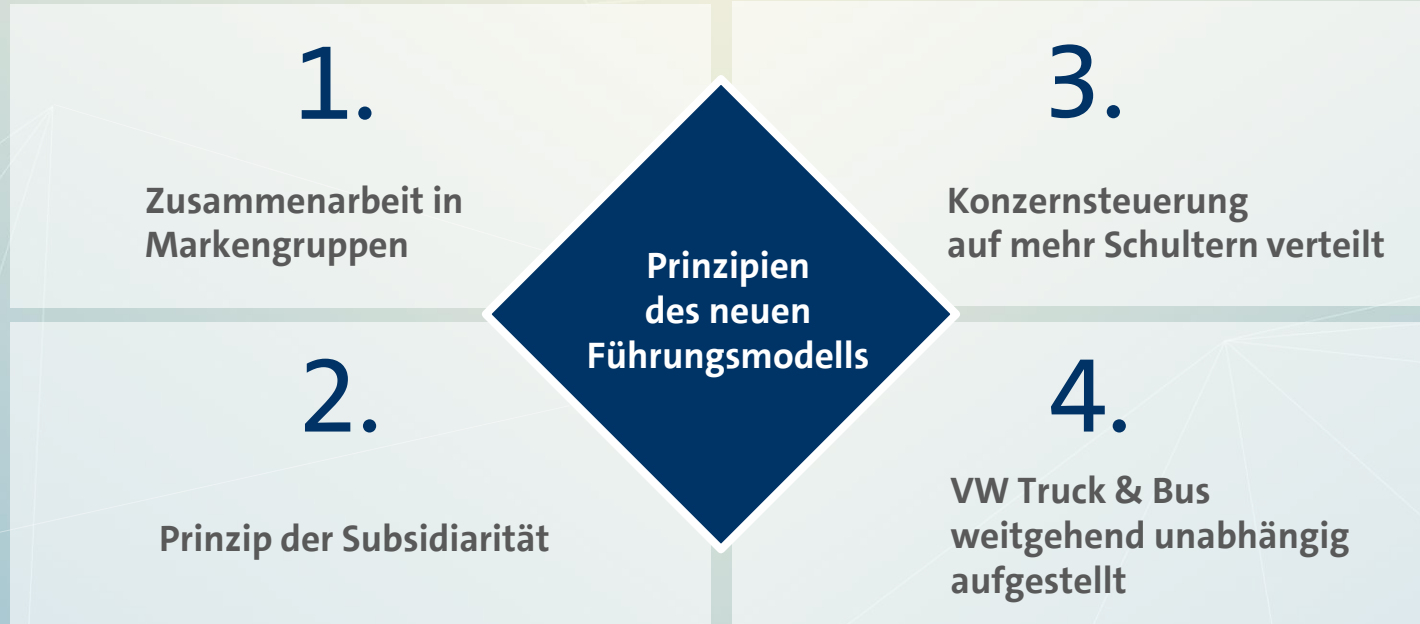 1.
Zusammenarbeit in
Markengruppen
2.
Prinzip der Subsidiarität
Prinzipien
des neuen
Führungsmodells
3.
Konzernsteuerung
auf mehr Schultern verteilt
4.
VW Truck & Bus
weitgehend unabhängig
aufgestellt